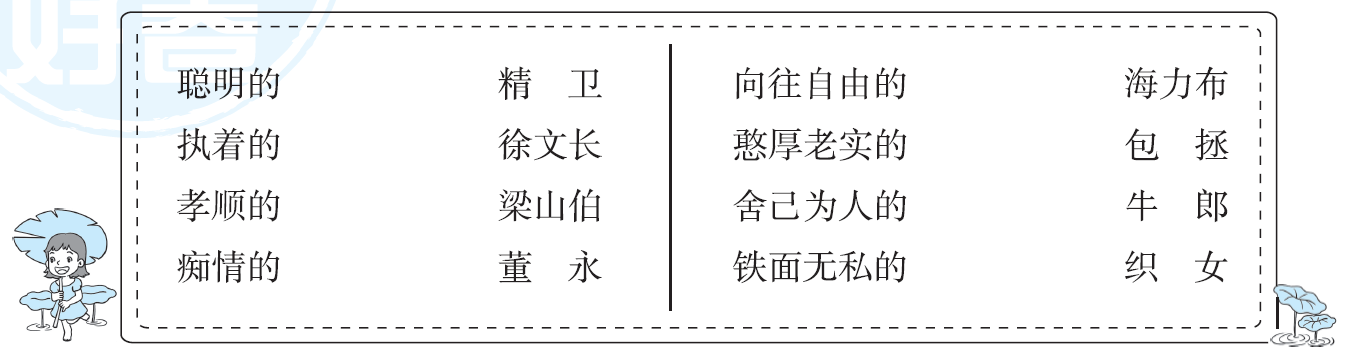 聪明的 精 卫 向往自由的 海力布
执着的 徐文长 憨厚老实的 包 拯
孝顺的 梁山伯 舍己为人的 牛 郎
痴情的 董 永 铁面无私的 织 女